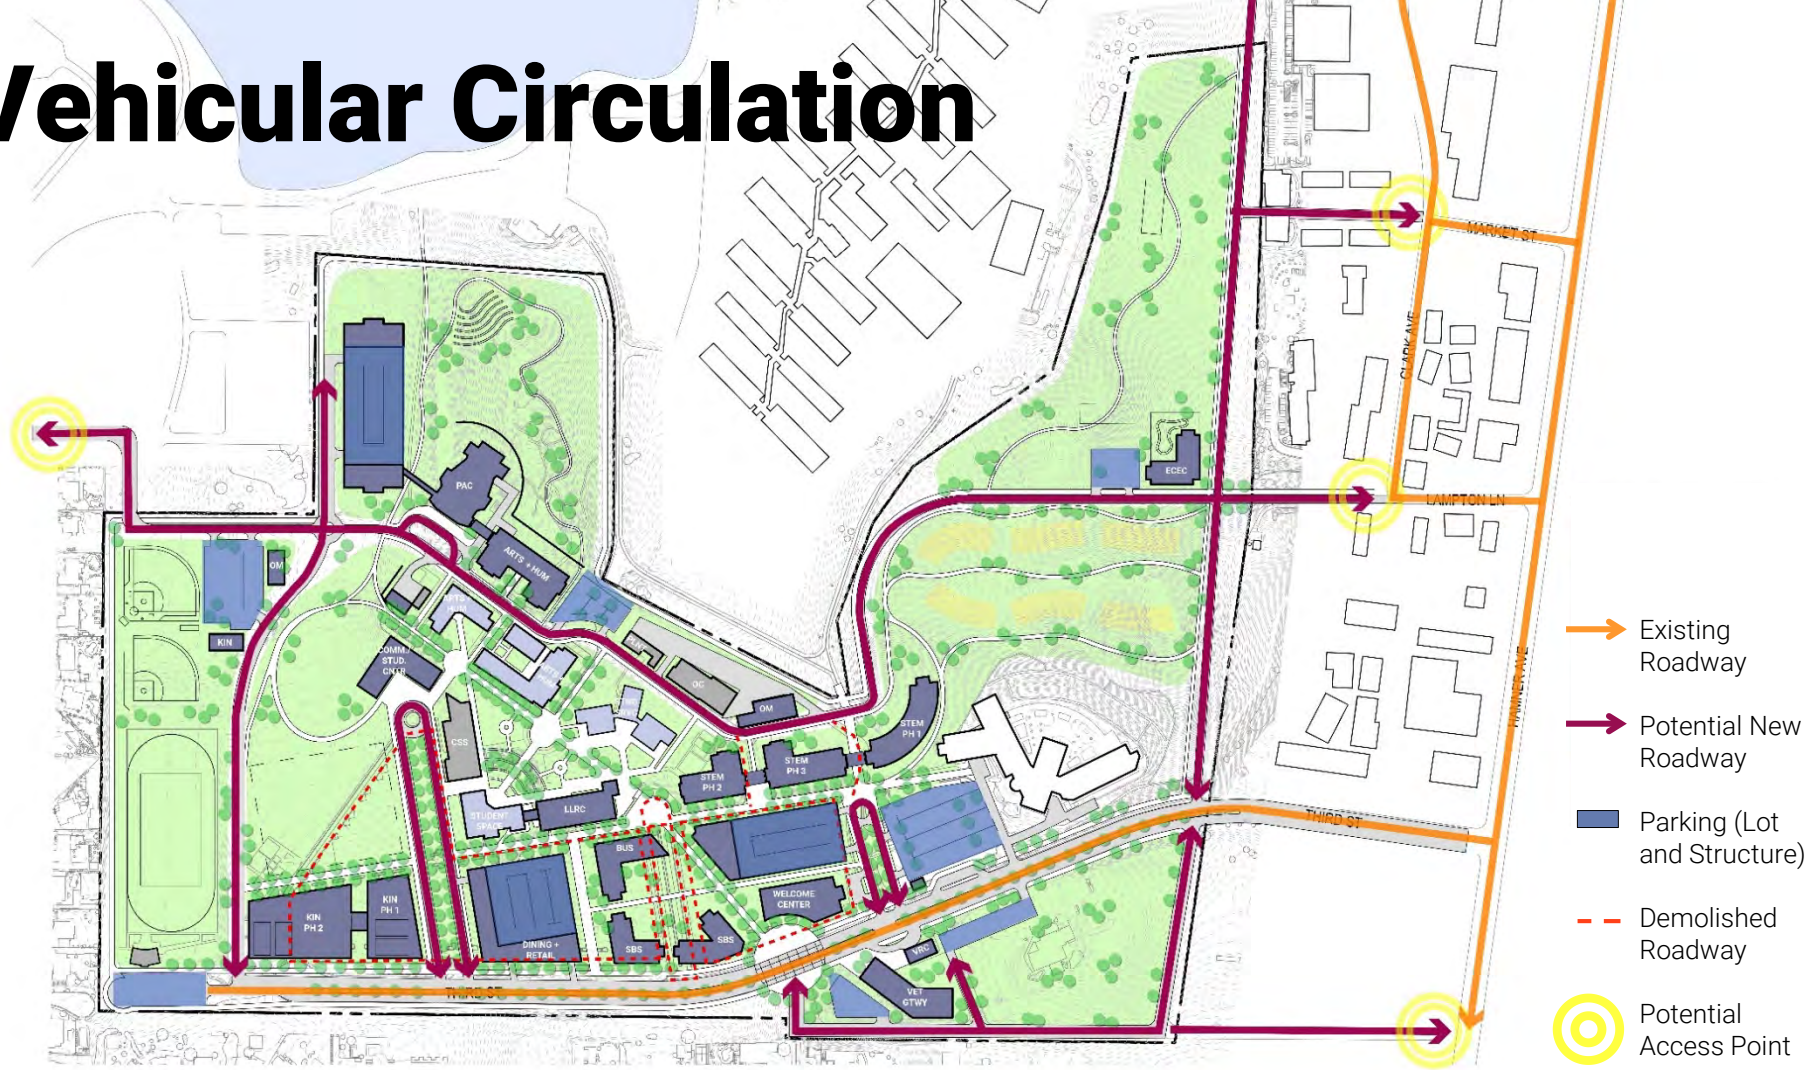 Vehicular Circulation
MARKET ST
CLARK AVE
LAMPTON LN
HAMNER AVE
THIRD ST
ECEC
PAC
ARTS + HUM
OM
KIN
ARTS
HUM
COMM./
STUD.
CNTR
OC
OM
CSS
STEM
PH 1
STEM
PH 3
STEM
PH 2
LLRC
STUDENT
SPACE
BUS
WELCOME
CENTER
KIN
PH 1
KIN
PH 2
DINING +
RETAIL
SBS
SBS
VRC
VET
GTWY
THIRD ST
Existing
Roadway
Potential New
Roadway
Parking (Lot
and Structure)
Demolished
Roadway
Potential
Access Point